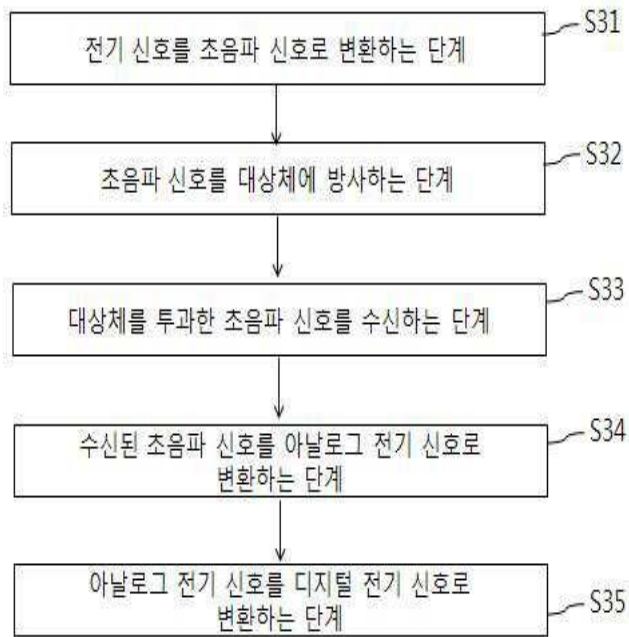 S31
전기 신호를 초음파 신호로 변환하는 단계
S32
초음파 신호를 대상체에 방사하는 단계
S33
대상체를 투과한 초음파 신호를 수신하는 단계
S34
수신된 초음파 신호를 아날로그 전기 신호로
변환하는 단계
아날로그 전기 신호를 디지털 전기 신호로
S35
변환하는 단계